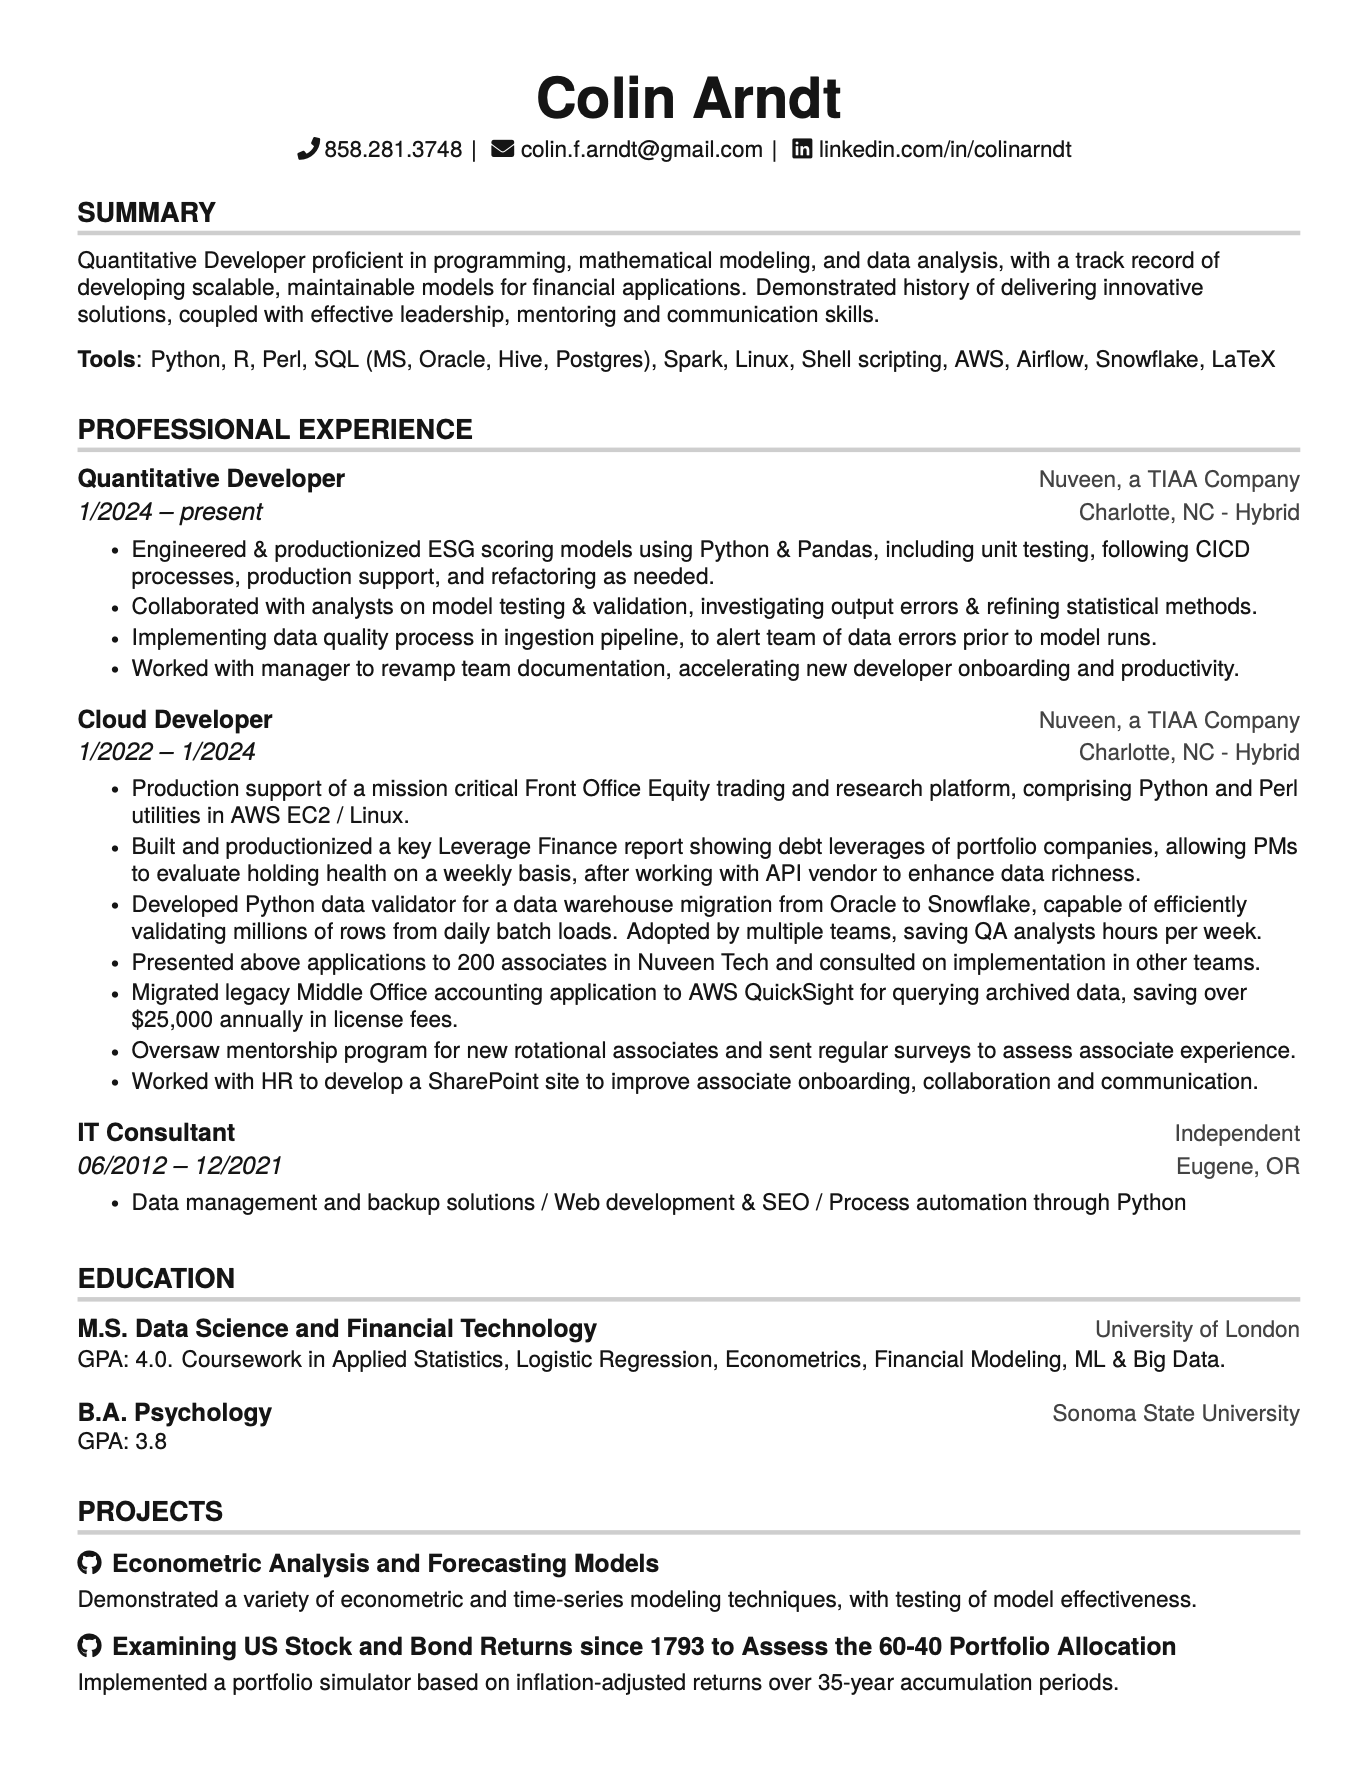 Colin Arndt
858.281.3748 | colin.f.arndt@gmail.com | linkedin.com/in/colinarndt
SUMMARY
Quantitative Developer proficient in programming, mathematical modeling, and data analysis, with a track record of
developing scalable, maintainable models for financial applications. Demonstrated history of delivering innovative
solutions, coupled with effective leadership, mentoring and communication skills.
Tools: Python, R, Perl, SQL (MS, Oracle, Hive, Postgres), Spark, Linux, Shell scripting, AWS, Airflow, Snowflake, LaTeX
PROFESSIONAL EXPERIENCE
Quantitative Developer Nuveen, a TIAA Company
1/2024 – present Charlotte, NC - Hybrid
• Engineered & productionized ESG scoring models using Python & Pandas, including unit testing, following CICD
processes, production support, and refactoring as needed.
• Collaborated with analysts on model testing & validation, investigating output errors & refining statistical methods.
• Implementing data quality process in ingestion pipeline, to alert team of data errors prior to model runs.
• Worked with manager to revamp team documentation, accelerating new developer onboarding and productivity.
Cloud Developer Nuveen, a TIAA Company
1/2022 – 1/2024 Charlotte, NC - Hybrid
• Production support of a mission critical Front Office Equity trading and research platform, comprising Python and Perl
utilities in AWS EC2 / Linux.
• Built and productionized a key Leverage Finance report showing debt leverages of portfolio companies, allowing PMs
to evaluate holding health on a weekly basis, after working with API vendor to enhance data richness.
• Developed Python data validator for a data warehouse migration from Oracle to Snowflake, capable of efficiently
validating millions of rows from daily batch loads. Adopted by multiple teams, saving QA analysts hours per week.
• Presented above applications to 200 associates in Nuveen Tech and consulted on implementation in other teams.
• Migrated legacy Middle Office accounting application to AWS QuickSight for querying archived data, saving over
$25,000 annually in license fees.
• Oversaw mentorship program for new rotational associates and sent regular surveys to assess associate experience.
• Worked with HR to develop a SharePoint site to improve associate onboarding, collaboration and communication.
IT Consultant Independent
06/2012 – 12/2021 Eugene, OR
• Data management and backup solutions / Web development & SEO / Process automation through Python
EDUCATION
M.S. Data Science and Financial Technology University of London
GPA: 4.0. Coursework in Applied Statistics, Logistic Regression, Econometrics, Financial Modeling, ML & Big Data.
B.A. Psychology Sonoma State University
GPA: 3.8
PROJECTS
Econometric Analysis and Forecasting Models
Demonstrated a variety of econometric and time-series modeling techniques, with testing of model effectiveness.
Examining US Stock and Bond Returns since 1793 to Assess the 60-40 Portfolio Allocation
Implemented a portfolio simulator based on inflation-adjusted returns over 35-year accumulation periods.